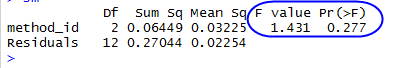 Df Sum Sq Mean Sq F value Pr(>F)
method_id 2 0.06449 0.03225 1.431 0.277
Residuals 12 0.27044 0.02254
>